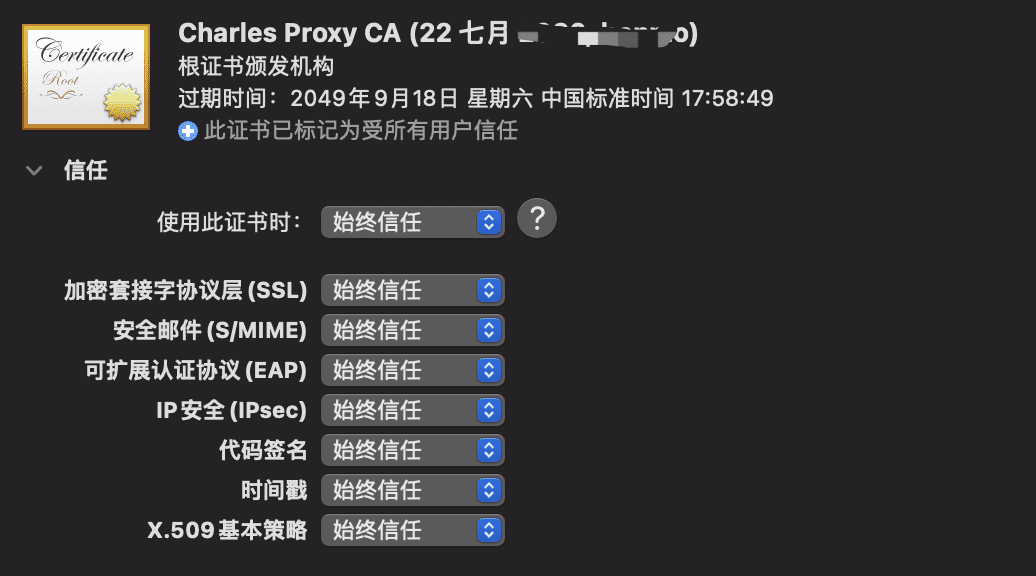 Certificate
Root
Charles Proxy CA (22 七月
根证书颁发机构
过期时间：2049年9月18日 星期六 中国标准时间 17:58:49
此证书已标记为受所有用户信任
信任
使用此证书时： 始终信任 ?
加密套接字协议层 (SSL) 始终信任
安全邮件 (S/MIME) 始终信任
可扩展认证协议 (EAP) 始终信任
IP 安全 (IPsec) 始终信任
代码签名 始终信任
时间戳 始终信任
X.509 基本策略 始终信任